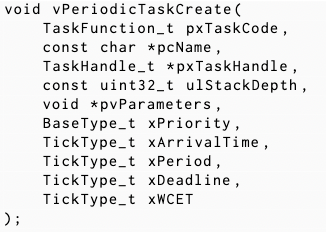 void vPeriodicTaskCreate(
    TaskFunction_t pxTaskCode,
    const char *pcName,
    TaskHandle_t *pxTaskHandle,
    const uint32_t ulStackDepth,
    void *pvParameters,
    BaseType_t xPriority,
    TickType_t xArrivalTime,
    TickType_t xPeriod,
    TickType_t xDeadline,
    TickType_t xWCET
);